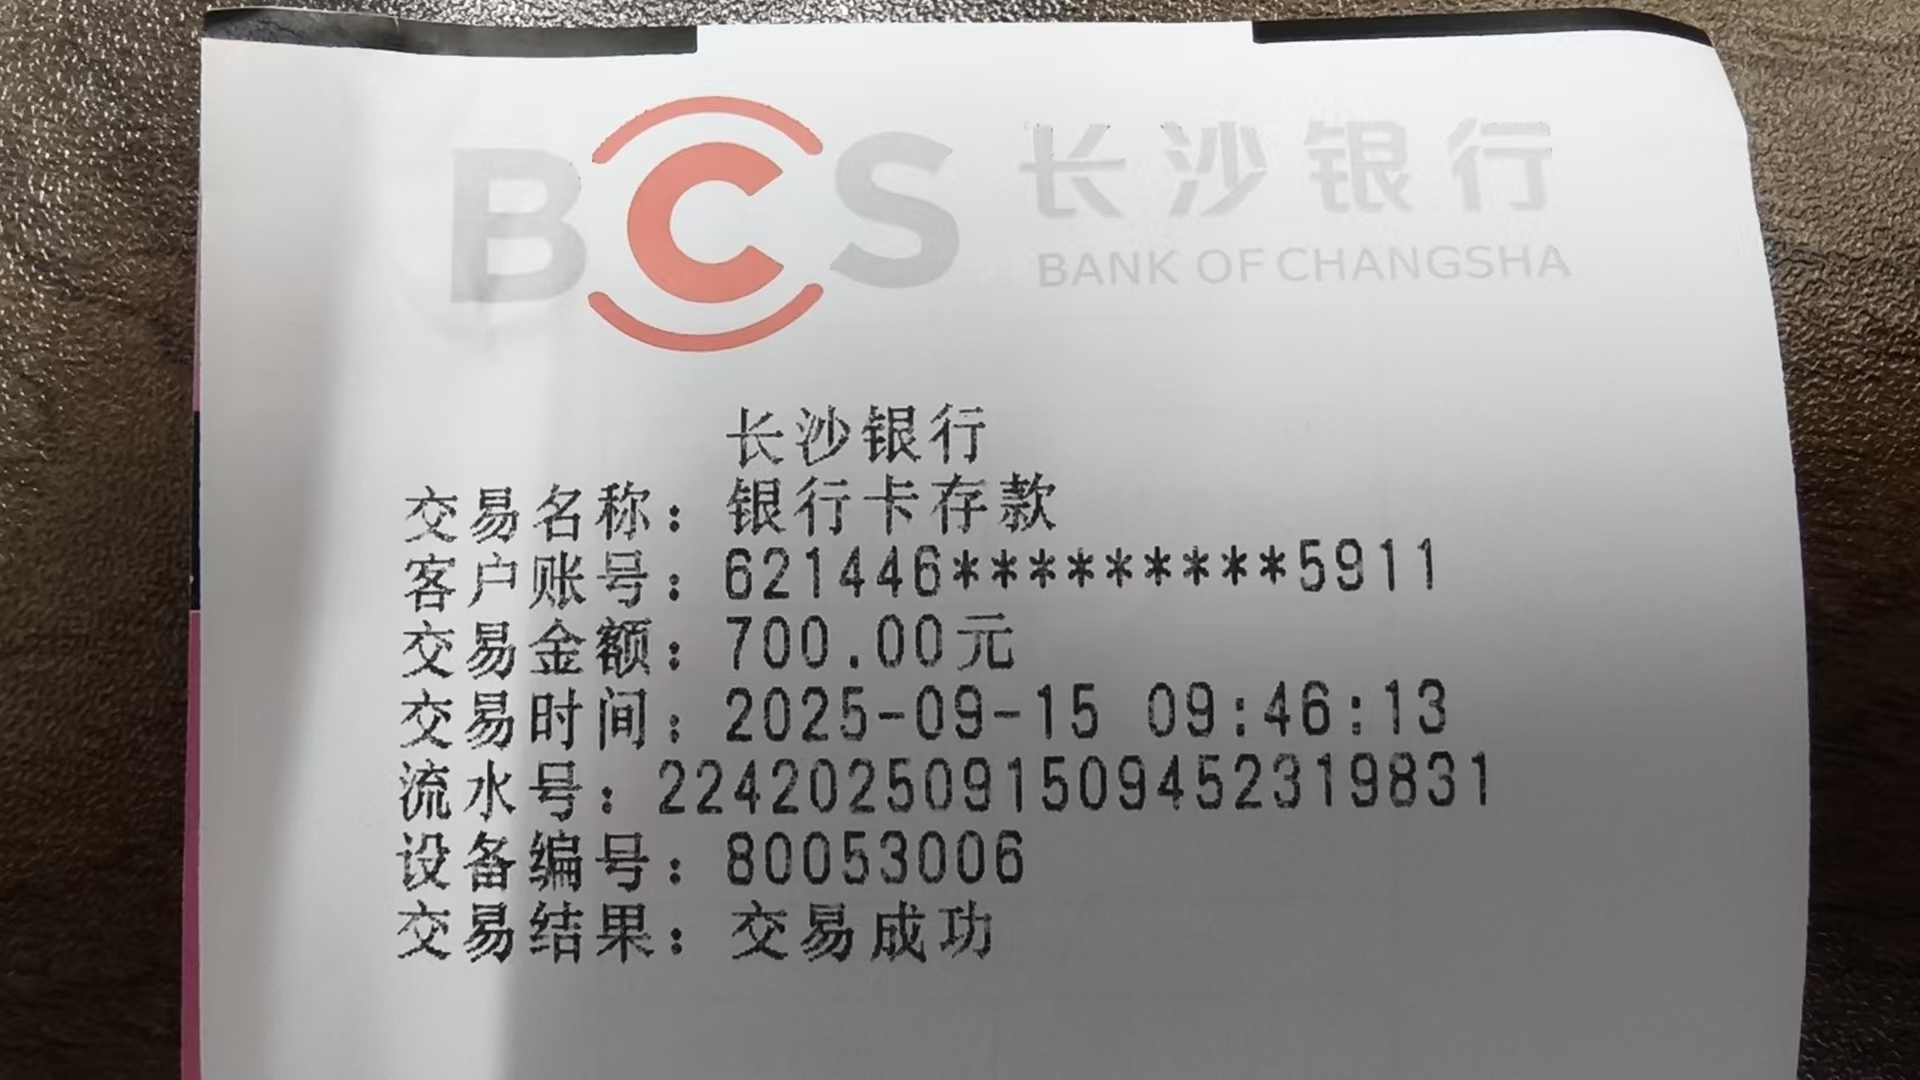 BCS 长沙银行
BANK OF CHANGSHA
长沙银行
交易名称：银行卡存款
客户账号：621446*********5911
交易金额：700.00元
交易时间：2025-09-15 09:46:13
流水号：2242025091509452319831
设备编号：80053006
交易结果：交易成功